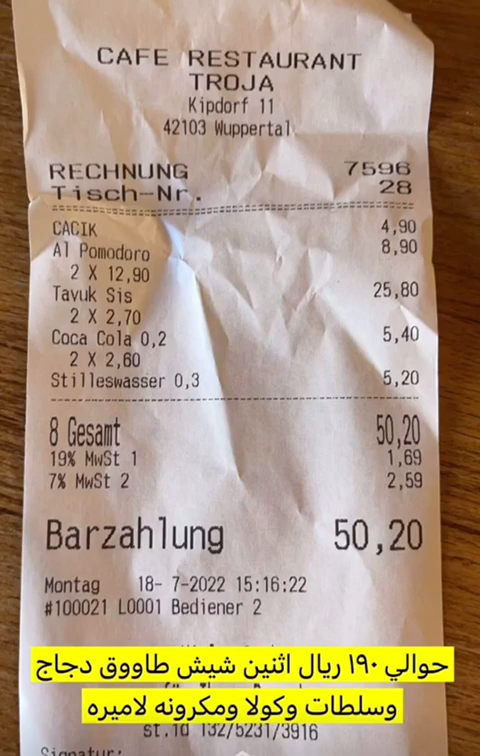 CAFE RESTAURANT
TROJA
Kipdorf 11
42103 Wuppertal
RECHNUNG 7596
Tisch-Nr. 28
CACIK 4,90
Al Pomodoro 8,90
2 X 12,90
Tavuk Sis 25,80
2 X 2,70
Coca Cola 0,2 5,40
2 X 2,60
Stilleswasser 0,3 5,20
8 Gesamt 50,20
19% MwSt 1 1,69
7% MwSt 2 2,59
Barzahlung 50,20
Montag 18- 7-2022 15:16:22
#100021 L0001 Bediener 2
حوالي ١٩٠ ريال اثنين شيش طاووق دجاج
وسلطات وكولا ومكرونه لاميره
st.id 132/5231/3916
Signatur: